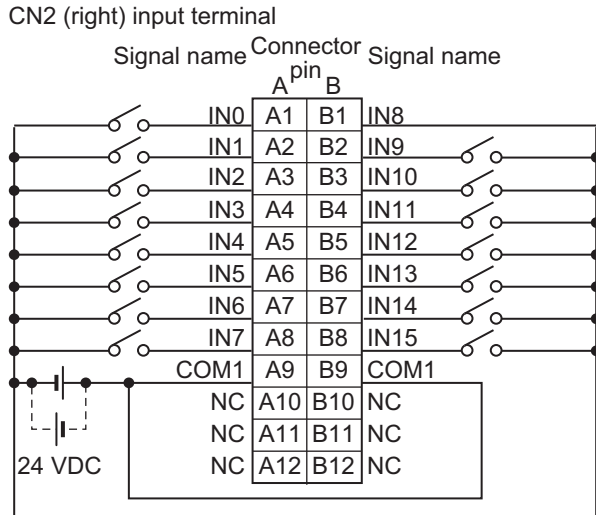 CN2 (right) input terminal
Signal name Connector pin Signal name
A B
IN0 A1 B1 IN8
IN1 A2 B2 IN9
IN2 A3 B3 IN10
IN3 A4 B4 IN11
IN4 A5 B5 IN12
IN5 A6 B6 IN13
IN6 A7 B7 IN14
IN7 A8 B8 IN15
COM1 A9 B9 COM1
NC A10 B10 NC
NC A11 B11 NC
24 VDC NC A12 B12 NC